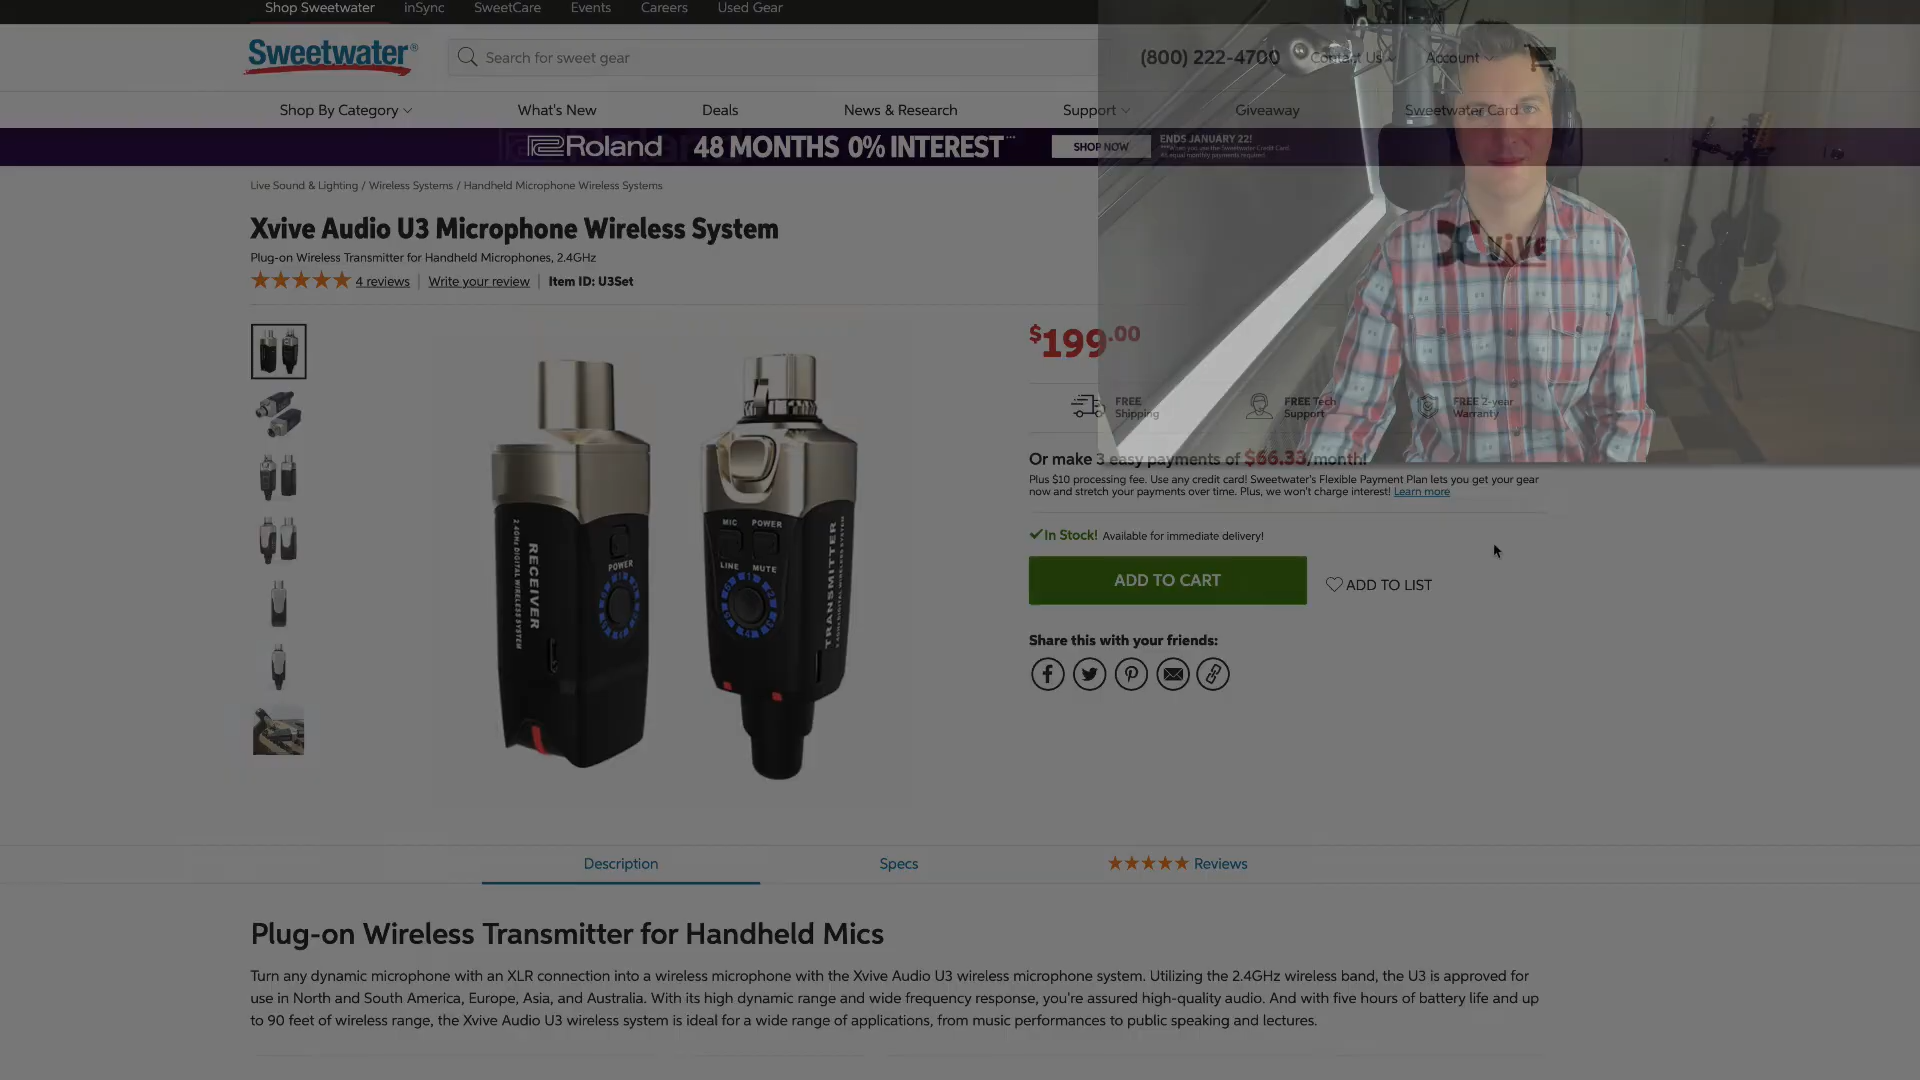 Shop Sweetwater inSync SweetCare Events Careers Used Gear
Sweetwater®
Search for sweet gear
(800) 222-4700 Contact Us Account
Shop By Category What's New Deals News & Research Support Giveaway Sweetwater Card
Roland 48 MONTHS 0% INTEREST*** SHOP NOW ENDS JANUARY 22!
Live Sound & Lighting / Wireless Systems / Handheld Microphone Wireless Systems
Xvive Audio U3 Microphone Wireless System
Plug-on Wireless Transmitter for Handheld Microphones, 2.4GHz
4 reviews | Write your review | Item ID: U3Set
Xvive
$199.00
FREE Shipping
FREE Tech Support
FREE 2-year Warranty
Or make 3 easy payments of $66.33/month!
Plus $10 processing fee. Use any credit card! Sweetwater's Flexible Payment Plan lets you get your gear
now and stretch your payments over time. Plus, we won't charge interest! Learn more
In Stock! Available for immediate delivery!
ADD TO CART
ADD TO LIST
Share this with your friends:
RECEIVER
2.4GHz DIGITAL WIRELESS SYSTEM
POWER
MIC POWER
LINE MUTE
TRANSMITTER
2.4GHz DIGITAL WIRELESS SYSTEM
Description Specs Reviews
Plug-on Wireless Transmitter for Handheld Mics
Turn any dynamic microphone with an XLR connection into a wireless microphone with the Xvive Audio U3 wireless microphone system. Utilizing the 2.4GHz wireless band, the U3 is approved for
use in North and South America, Europe, Asia, and Australia. With its high dynamic range and wide frequency response, you're assured high-quality audio. And with five hours of battery life and up
to 90 feet of wireless range, the Xvive Audio U3 wireless system is ideal for a wide range of applications, from music performances to public speaking and lectures.